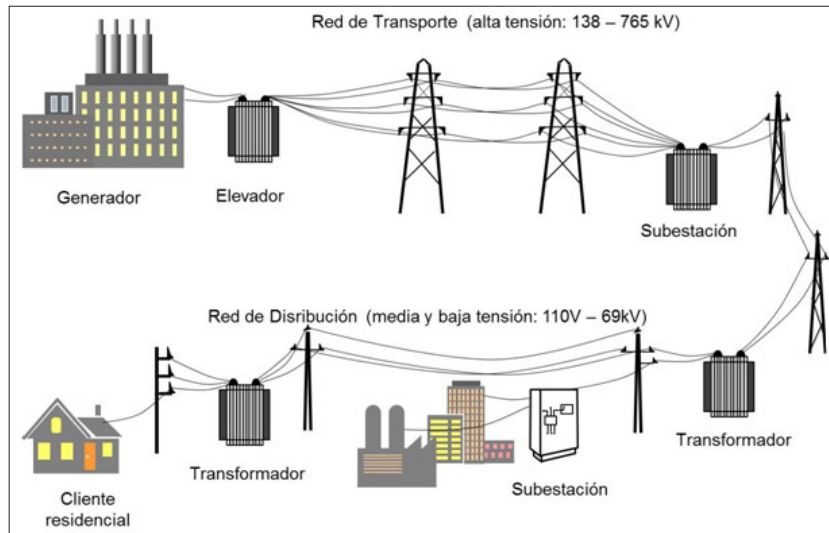 Red de Transporte (alta tensión: 138 – 765 kV)
Generador
Elevador
Subestación
Red de Disribución (media y baja tensión: 110V – 69kV)
Transformador
Transformador
Subestación
Cliente
residencial